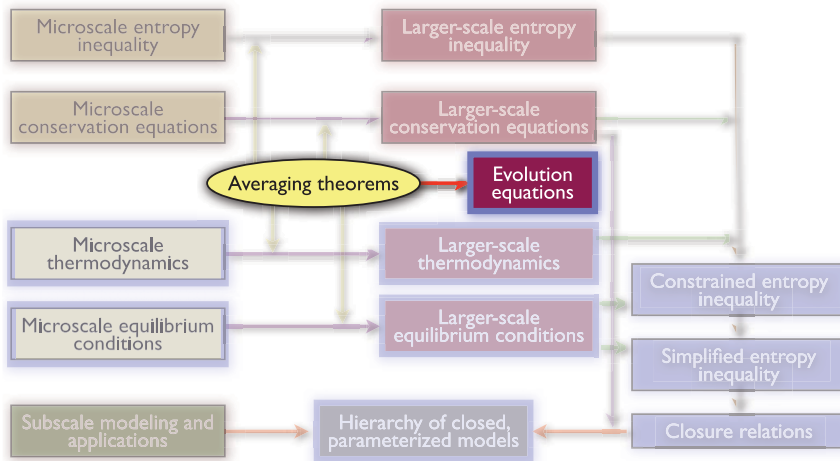 Microscale entropy
inequality
Larger-scale entropy
inequality
Microscale
conservation equations
Larger-scale
conservation equations
Averaging theorems
Evolution
equations
Microscale
thermodynamics
Larger-scale
thermodynamics
Constrained entropy
inequality
Microscale equilibrium
conditions
Larger-scale
equilibrium conditions
Simplified entropy
inequality
Subscale modeling and
applications
Hierarchy of closed,
parameterized models
Closure relations